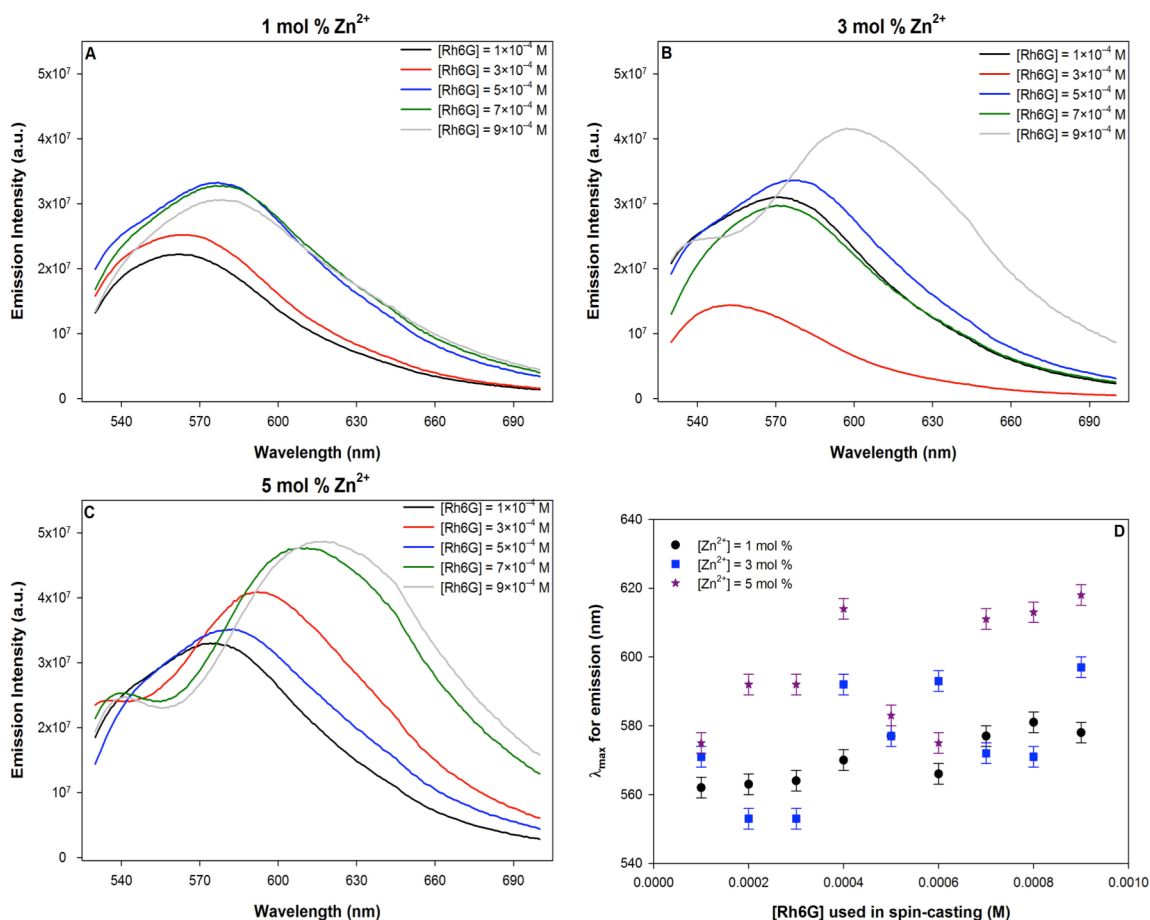 1 mol % Zn²⁺
A
[Rh6G] = 1×10⁻⁴ M
[Rh6G] = 3×10⁻⁴ M
[Rh6G] = 5×10⁻⁴ M
[Rh6G] = 7×10⁻⁴ M
[Rh6G] = 9×10⁻⁴ M
Emission Intensity (a.u.)
5x10⁷
4x10⁷
3x10⁷
2x10⁷
10⁷
0
540 570 600 630 660 690
Wavelength (nm)
3 mol % Zn²⁺
B
[Rh6G] = 1×10⁻⁴ M
[Rh6G] = 3×10⁻⁴ M
[Rh6G] = 5×10⁻⁴ M
[Rh6G] = 7×10⁻⁴ M
[Rh6G] = 9×10⁻⁴ M
Emission Intensity (a.u.)
5x10⁷
4x10⁷
3x10⁷
2x10⁷
10⁷
0
540 570 600 630 660 690
Wavelength (nm)
5 mol % Zn²⁺
C
[Rh6G] = 1×10⁻⁴ M
[Rh6G] = 3×10⁻⁴ M
[Rh6G] = 5×10⁻⁴ M
[Rh6G] = 7×10⁻⁴ M
[Rh6G] = 9×10⁻⁴ M
Emission Intensity (a.u.)
5x10⁷
4x10⁷
3x10⁷
2x10⁷
10⁷
0
540 570 600 630 660 690
Wavelength (nm)
D
[Zn²⁺] = 1 mol %
[Zn²⁺] = 3 mol %
[Zn²⁺] = 5 mol %
λmax for emission (nm)
640
620
600
580
560
540
0.0000 0.0002 0.0004 0.0006 0.0008 0.0010
[Rh6G] used in spin-casting (M)